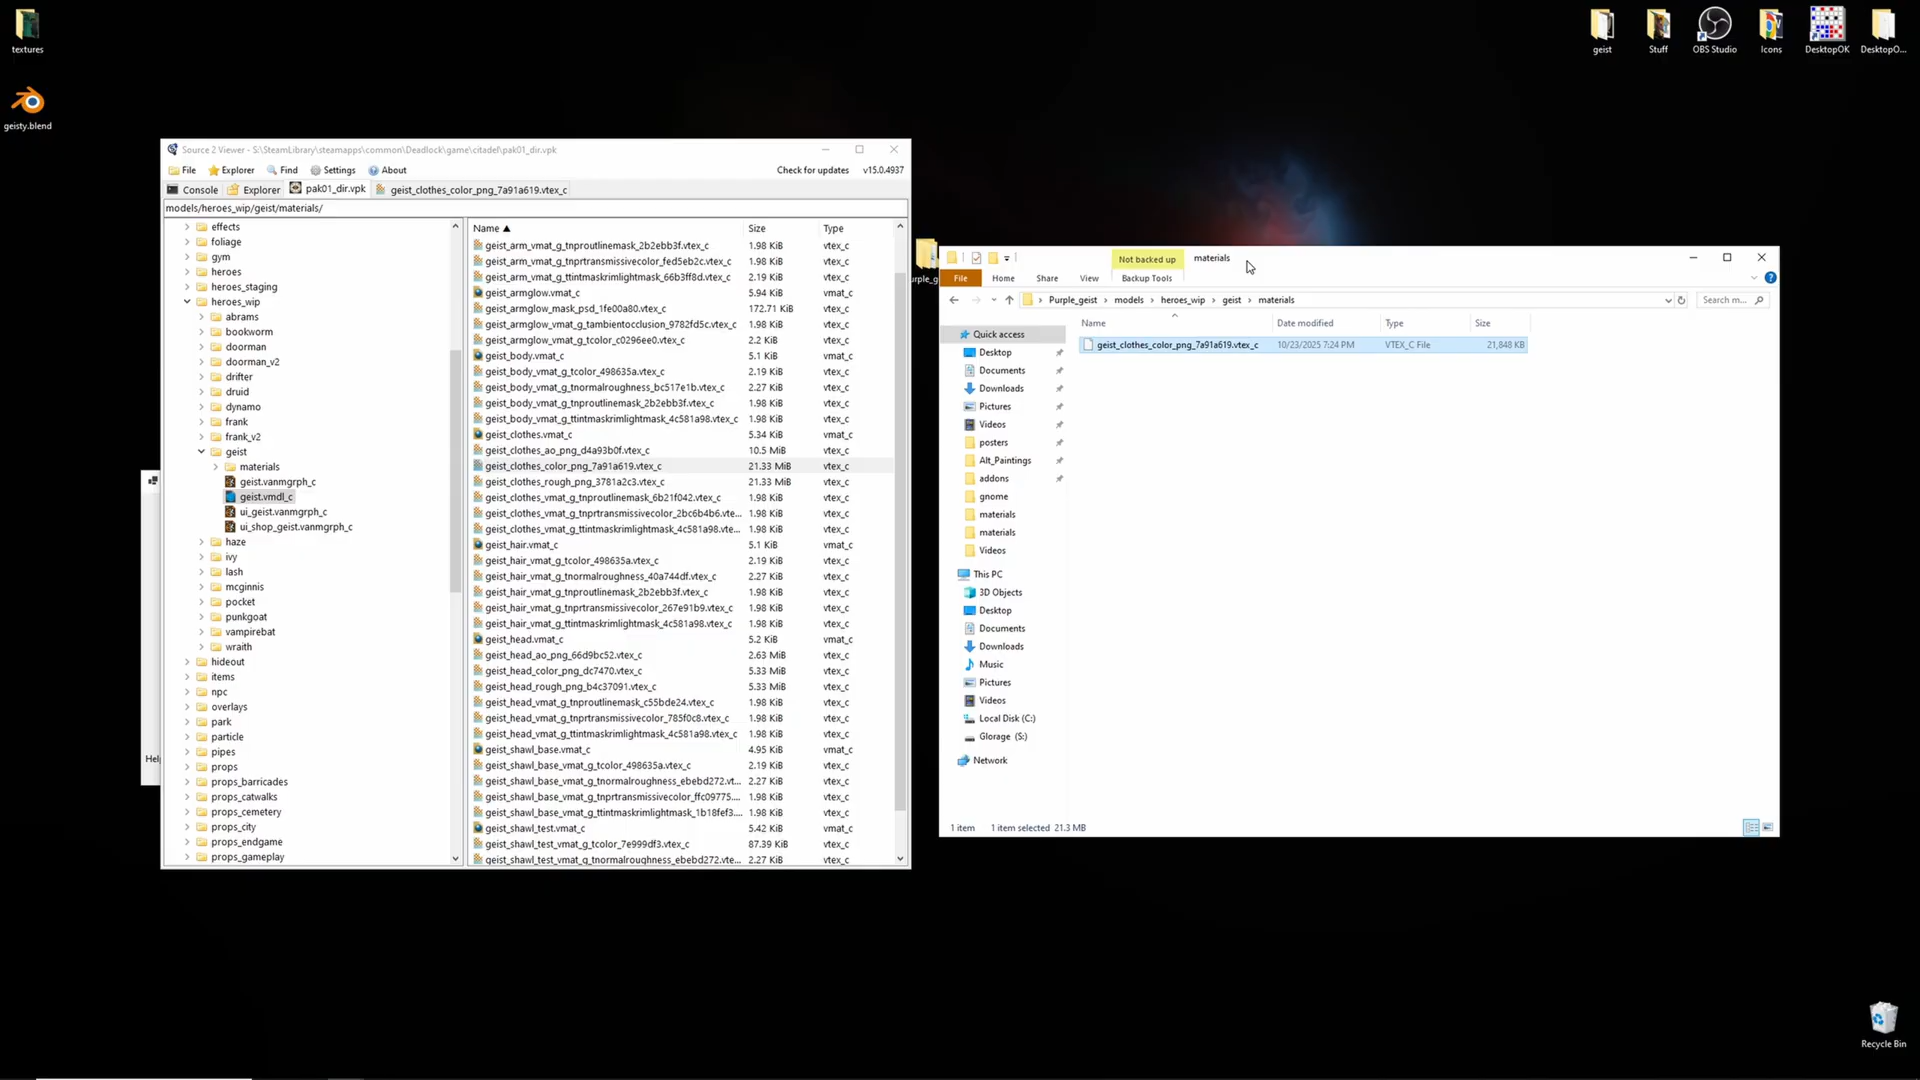 textures
geisty.blend
geist
Stuff
OBS Studio
Icons
DesktopOK
DesktopO...
Source 2 Viewer - S:\SteamLibrary\steamapps\common\Deadlock\game\citadel\pak01_dir.vpk
File Explorer Find Settings About
Check for updates v15.0.4937
Console Explorer pak01_dir.vpk geist_clothes_color_png_7a91a619.vtex_c
models/heroes_wip/geist/materials/
effects
foliage
gym
heroes
heroes_staging
heroes_wip
abrams
bookworm
doorman
doorman_v2
drifter
druid
dynamo
frank
frank_v2
geist
materials
geist.vanmgrph_c
geist.vmdl_c
ui_geist.vanmgrph_c
ui_shop_geist.vanmgrph_c
haze
ivy
lash
mcginnis
pocket
punkgoat
vampirebat
wraith
hideout
items
npc
overlays
park
particle
pipes
props
props_barricades
props_catwalks
props_cemetery
props_city
props_endgame
props_gameplay
Name Size Type
geist_arm_vmat_g_tnproutlinemask_2b2ebb3f.vtex_c 1.98 KiB vtex_c
geist_arm_vmat_g_tnprtransmissivecolor_fed5eb2c.vtex_c 1.98 KiB vtex_c
geist_arm_vmat_g_ttintmaskrimlightmask_66b3ff8d.vtex_c 2.19 KiB vtex_c
geist_armglow.vmat_c 5.94 KiB vmat_c
geist_armglow_mask_psd_1fe00a80.vtex_c 172.71 KiB vtex_c
geist_armglow_vmat_g_tambientocclusion_9782fd5c.vtex_c 1.98 KiB vtex_c
geist_armglow_vmat_g_tcolor_c0296ee0.vtex_c 2.2 KiB vtex_c
geist_body.vmat_c 5.1 KiB vmat_c
geist_body_vmat_g_tcolor_498635a.vtex_c 2.19 KiB vtex_c
geist_body_vmat_g_tnormalroughness_bc517e1b.vtex_c 2.27 KiB vtex_c
geist_body_vmat_g_tnproutlinemask_2b2ebb3f.vtex_c 1.98 KiB vtex_c
geist_body_vmat_g_ttintmaskrimlightmask_4c581a98.vtex_c 1.98 KiB vtex_c
geist_clothes.vmat_c 5.34 KiB vmat_c
geist_clothes_ao_png_d4a93b0f.vtex_c 10.5 MiB vtex_c
geist_clothes_color_png_7a91a619.vtex_c 21.33 MiB vtex_c
geist_clothes_rough_png_3781a2c3.vtex_c 21.33 MiB vtex_c
geist_clothes_vmat_g_tnproutlinemask_6b21f042.vtex_c 1.98 KiB vtex_c
geist_clothes_vmat_g_tnprtransmissivecolor_2bc6b4b6.vte... 1.98 KiB vtex_c
geist_clothes_vmat_g_ttintmaskrimlightmask_4c581a98.vte... 1.98 KiB vtex_c
geist_hair.vmat_c 5.1 KiB vmat_c
geist_hair_vmat_g_tcolor_498635a.vtex_c 2.19 KiB vtex_c
geist_hair_vmat_g_tnormalroughness_40a744df.vtex_c 2.27 KiB vtex_c
geist_hair_vmat_g_tnproutlinemask_2b2ebb3f.vtex_c 1.98 KiB vtex_c
geist_hair_vmat_g_tnprtransmissivecolor_267e91b9.vtex_c 1.98 KiB vtex_c
geist_hair_vmat_g_ttintmaskrimlightmask_4c581a98.vtex_c 1.98 KiB vtex_c
geist_head.vmat_c 5.2 KiB vmat_c
geist_head_ao_png_66d9bc52.vtex_c 2.63 MiB vtex_c
geist_head_color_png_dc7470.vtex_c 5.33 MiB vtex_c
geist_head_rough_png_b4c37091.vtex_c 5.33 MiB vtex_c
geist_head_vmat_g_tnproutlinemask_c55bde24.vtex_c 1.98 KiB vtex_c
geist_head_vmat_g_tnprtransmissivecolor_785f0c8.vtex_c 1.98 KiB vtex_c
geist_head_vmat_g_ttintmaskrimlightmask_4c581a98.vtex_c 1.98 KiB vtex_c
geist_shawl_base.vmat_c 4.95 KiB vmat_c
geist_shawl_base_vmat_g_tcolor_498635a.vtex_c 2.19 KiB vtex_c
geist_shawl_base_vmat_g_tnormalroughness_ebebd272.vt... 2.27 KiB vtex_c
geist_shawl_base_vmat_g_tnprtransmissivecolor_ffc09775.... 1.98 KiB vtex_c
geist_shawl_base_vmat_g_ttintmaskrimlightmask_1b18fef3.... 1.98 KiB vtex_c
geist_shawl_test.vmat_c 5.42 KiB vmat_c
geist_shawl_test_vmat_g_tcolor_7e999df3.vtex_c 87.39 KiB vtex_c
geist_shawl_test_vmat_g_tnormalroughness_ebebd272.vte... 2.27 KiB vtex_c
Hel
urple_g
Not backed up materials
File Home Share View Backup Tools
Purple_geist > models > heroes_wip > geist > materials
Search m...
Name Date modified Type Size
geist_clothes_color_png_7a91a619.vtex_c 10/23/2025 7:24 PM VTEX_C File 21,848 KB
Quick access
Desktop
Documents
Downloads
Pictures
Videos
posters
Alt_Paintings
addons
gnome
materials
materials
Videos
This PC
3D Objects
Desktop
Documents
Downloads
Music
Pictures
Videos
Local Disk (C:)
Glorage (S:)
Network
1 item 1 item selected 21.3 MB
Recycle Bin